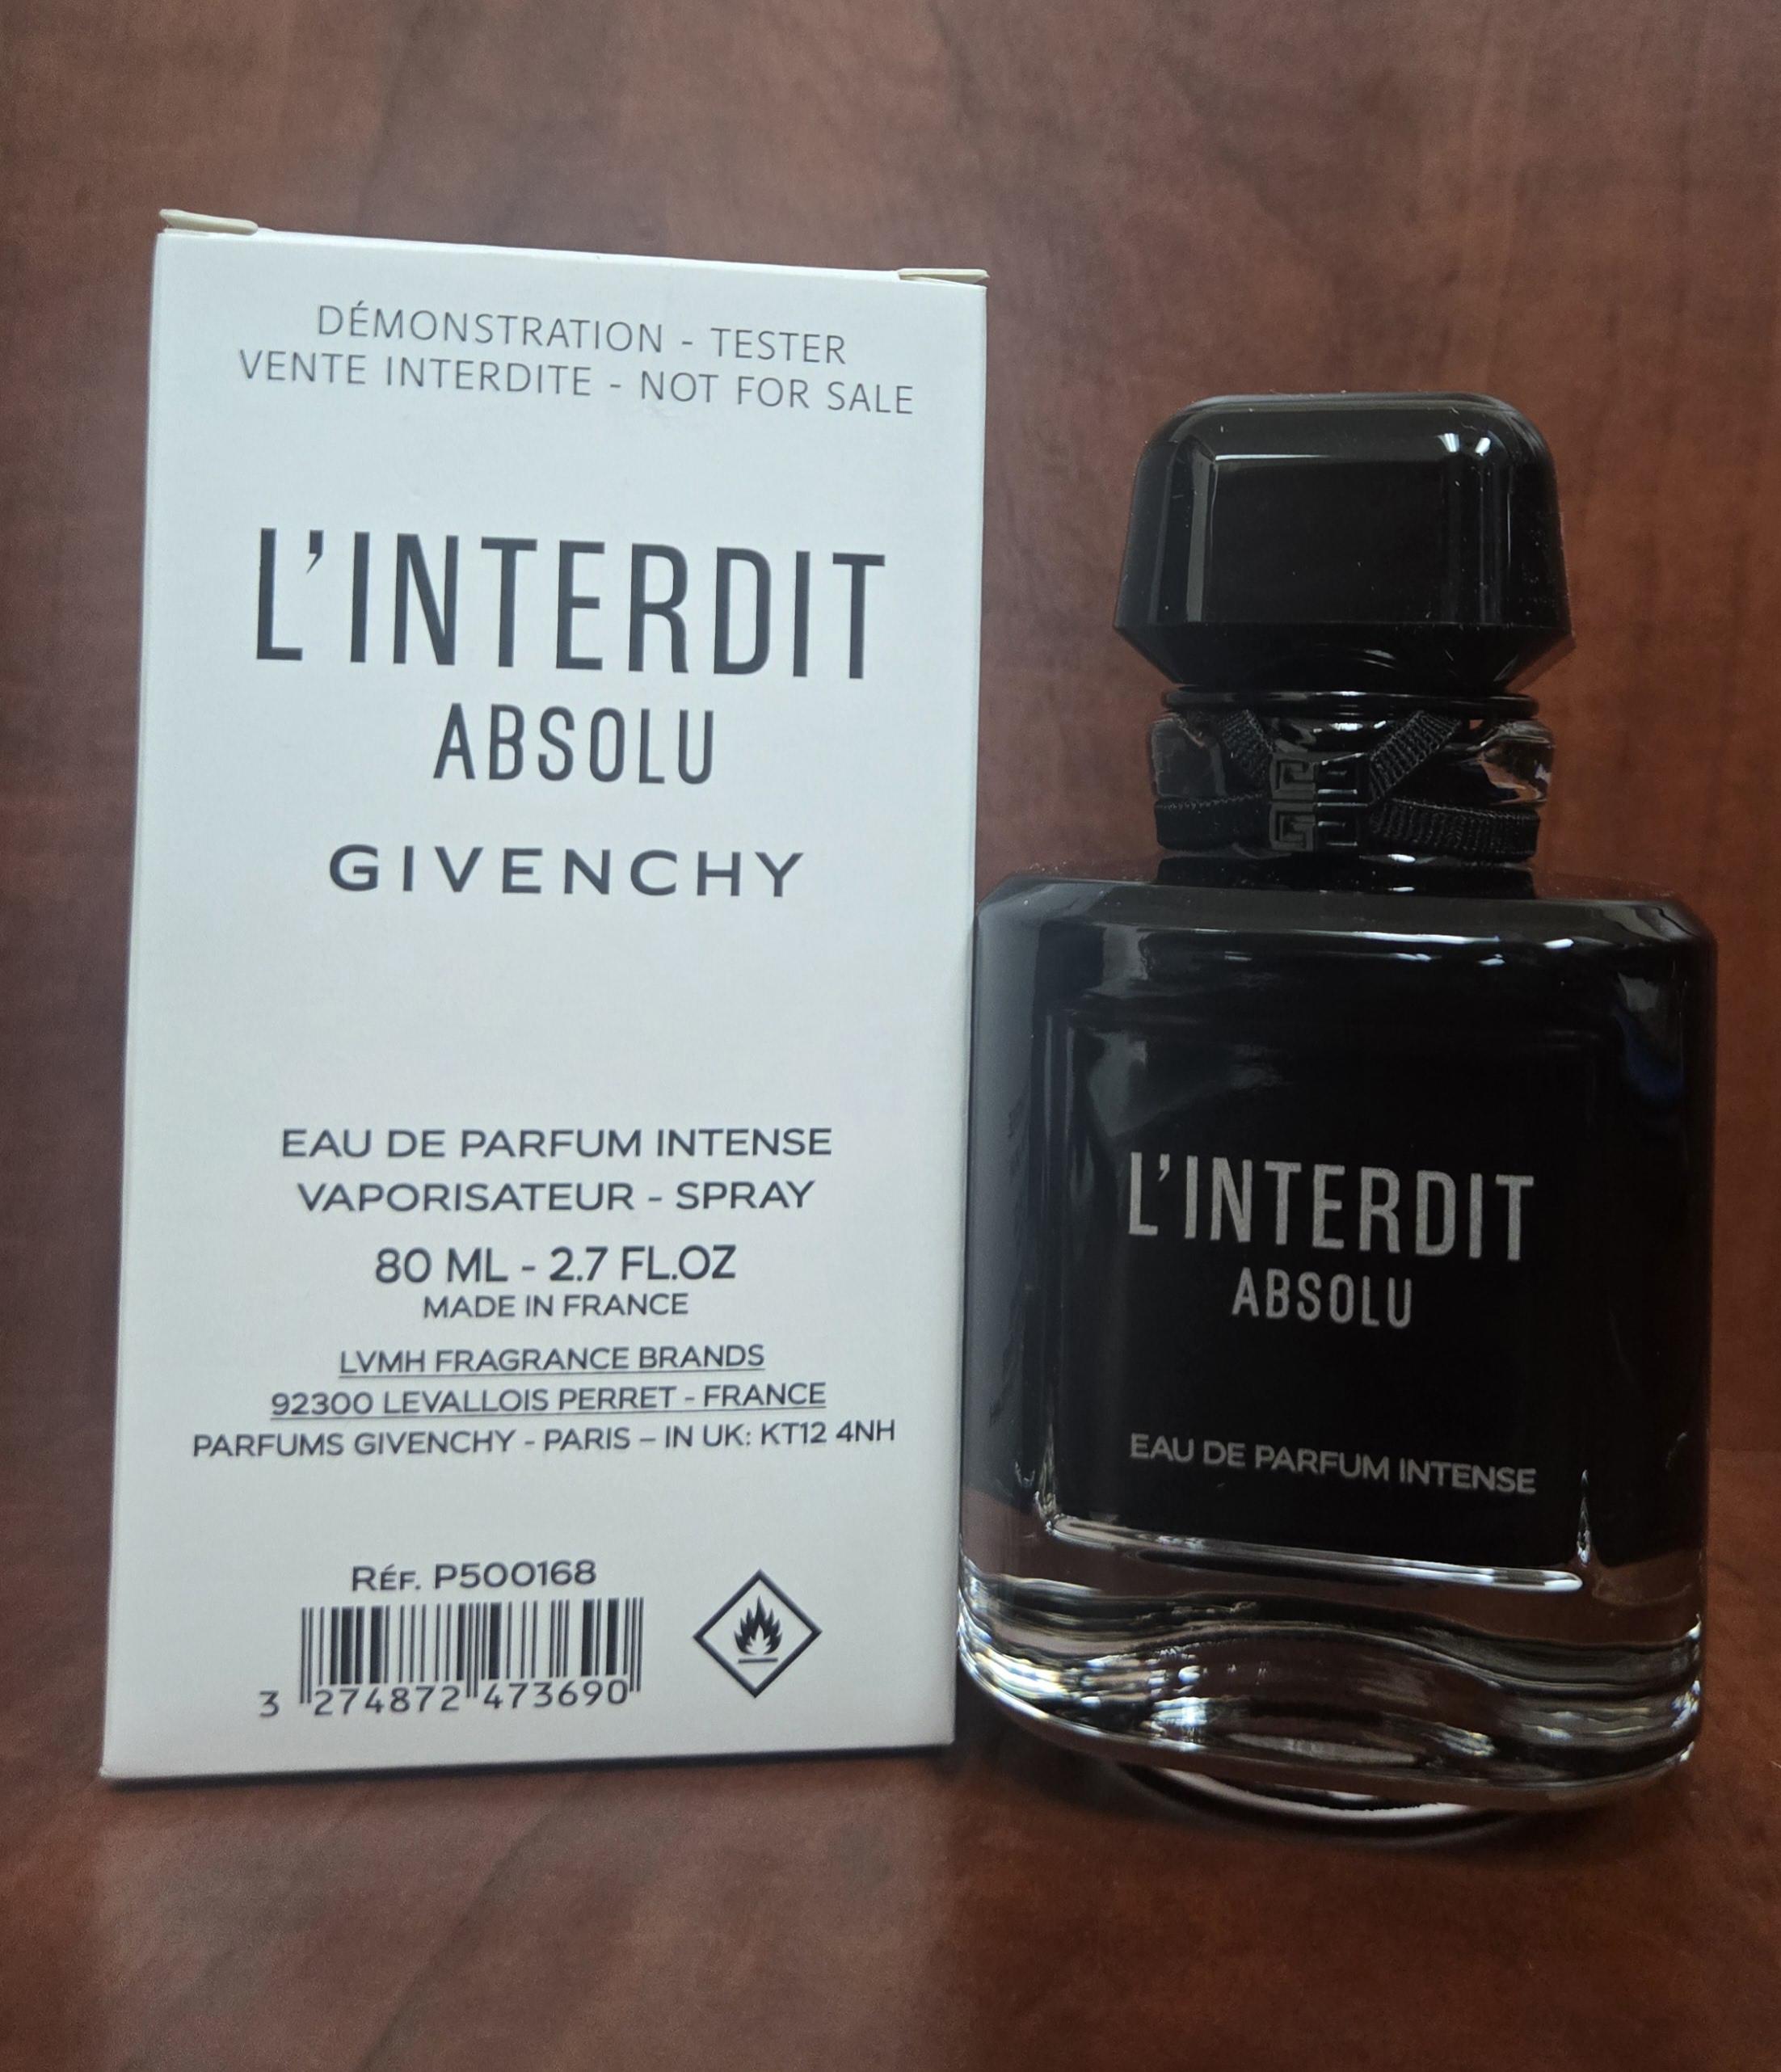 DÉMONSTRATION - TESTER
VENTE INTERDITE - NOT FOR SALE
L'INTERDIT
ABSOLU
GIVENCHY
EAU DE PARFUM INTENSE
VAPORISATEUR - SPRAY
80 ML - 2.7 FL.OZ
MADE IN FRANCE
LVMH FRAGRANCE BRANDS
92300 LEVALLOIS PERRET - FRANCE
PARFUMS GIVENCHY - PARIS – IN UK: KT12 4NH
RÉF. P500168
3 274872 473690
L'INTERDIT
ABSOLU
EAU DE PARFUM INTENSE